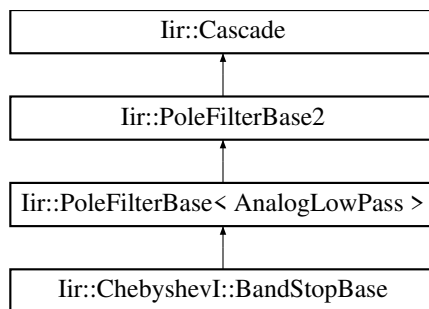 Iir::Cascade
Iir::PoleFilterBase2
Iir::PoleFilterBase< AnalogLowPass >
Iir::ChebyshevI::BandStopBase